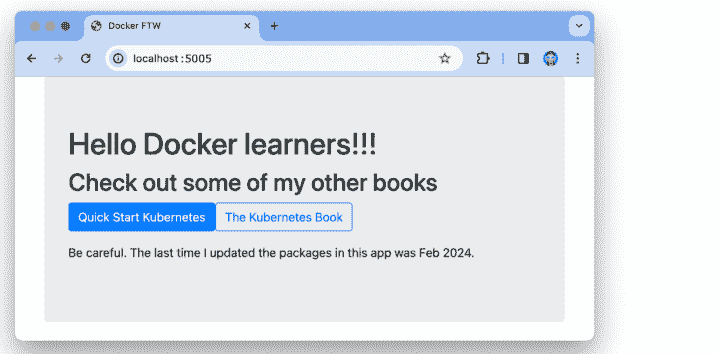 Docker FTW
localhost:5005
Hello Docker learners!!!
Check out some of my other books
Quick Start Kubernetes The Kubernetes Book
Be careful. The last time I updated the packages in this app was Feb 2024.